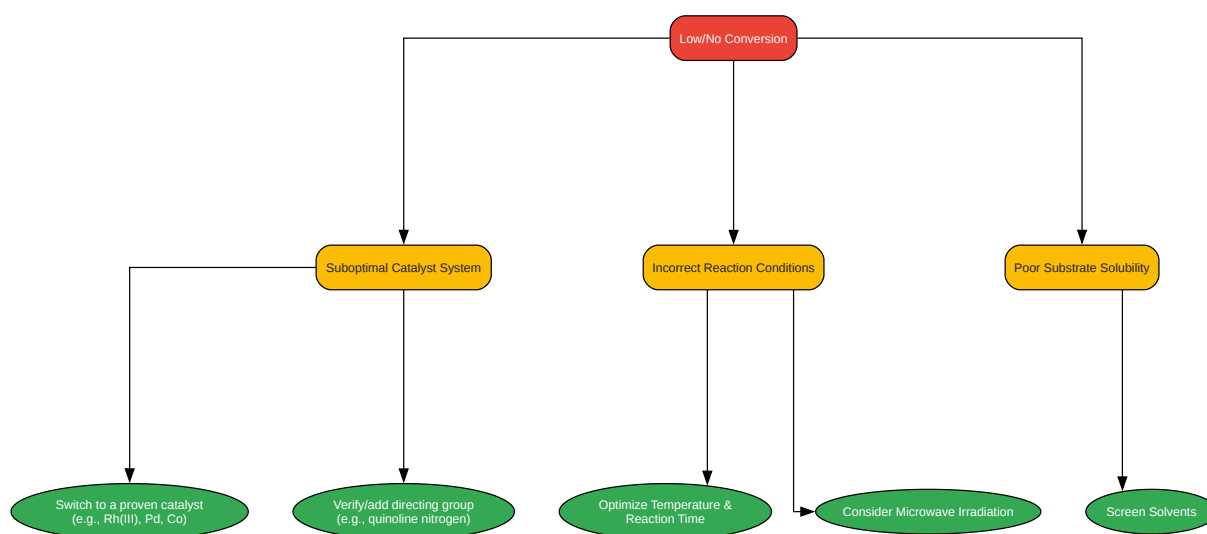 Low/No Conversion
Suboptimal Catalyst System
Incorrect Reaction Conditions
Poor Substrate Solubility
Switch to a proven catalyst
(e.g., Rh(III), Pd, Co)
Verify/add directing group
(e.g., quinoline nitrogen)
Optimize Temperature &
Reaction Time
Consider Microwave Irradiation
Screen Solvents